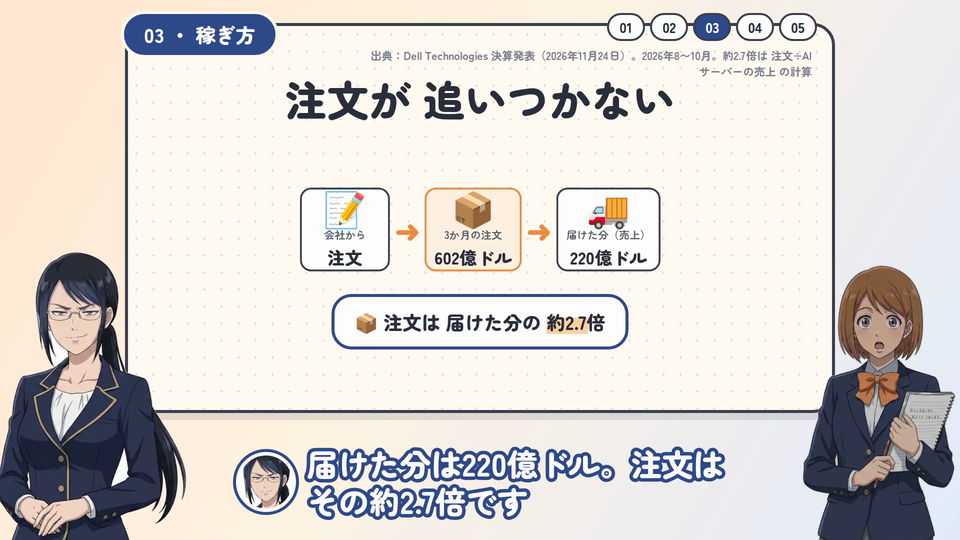 03 ・ 稼ぎ方
01 02 03 04 05
出典：Dell Technologies 決算発表（2026年11月24日）。2026年8〜10月。約2.7倍は 注文÷AI
サーバーの売上 の計算
注文が 追いつかない
会社から
注文
3か月の注文
602億ドル
届けた分（売上）
220億ドル
注文は 届けた分の 約2.7倍
届けた分は220億ドル。注文は
その約2.7倍です